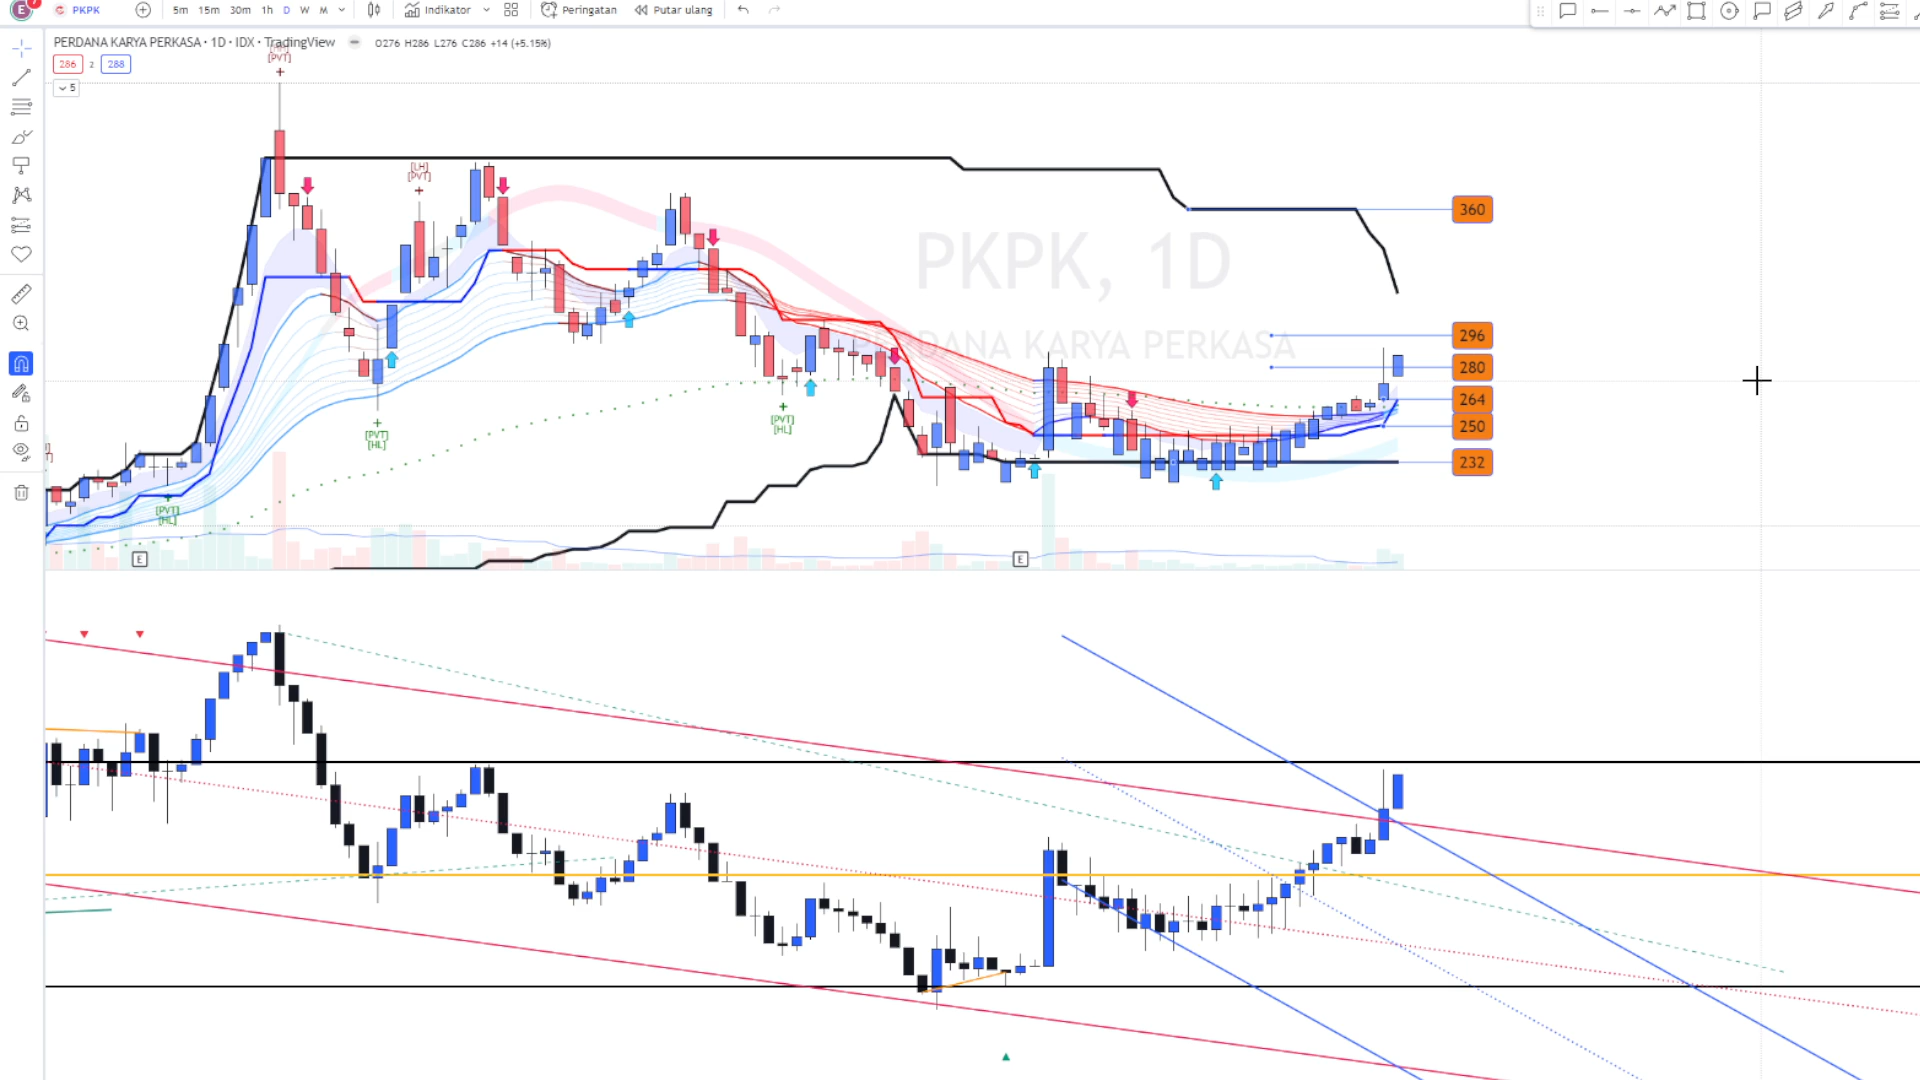 E 7 PKPK 5m 15m 30m 1h D W M Indikator Peringatan Putar ulang
PERDANA KARYA PERKASA · 1D · IDX · TradingView O276 H286 L276 C286 +14 (+5.15%)
[PVT]
286 2 288
5
[LH]
[PVT]
360
PKPK, 1D
PERDANA KARYA PERKASA
296
280
264
250
232
[PVT]
[HL]
[PVT]
[HL]
[PVT]
[HL]
E
E